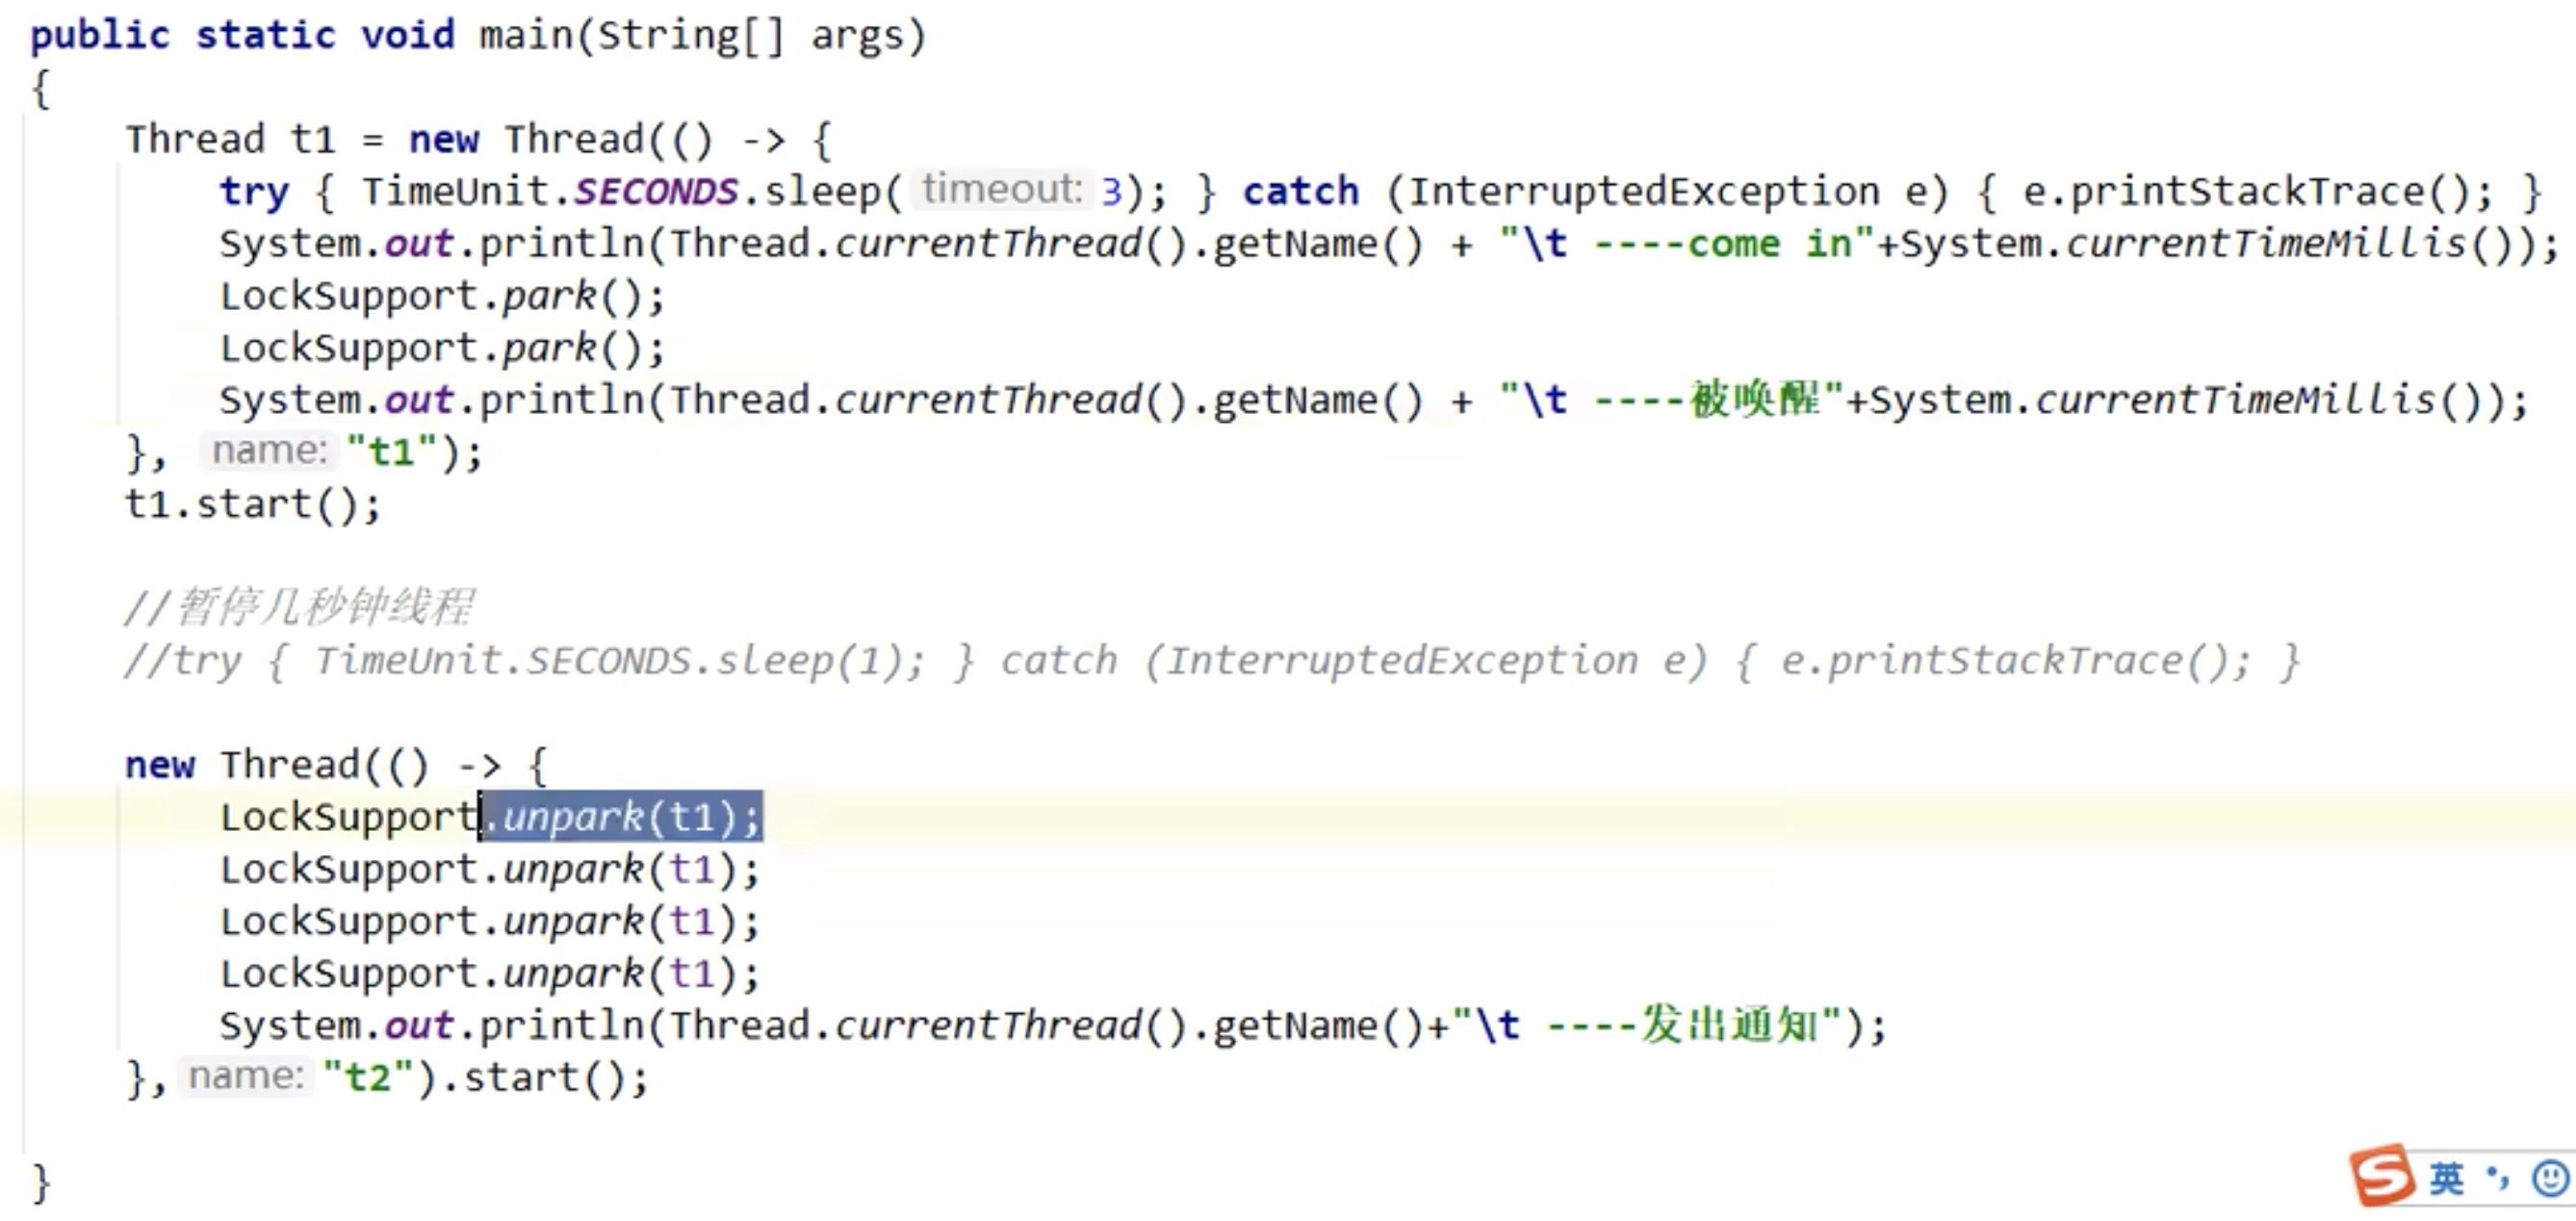 public static void main(String[] args)
{
    Thread t1 = new Thread(() -> {
        try { TimeUnit.SECONDS.sleep( timeout: 3); } catch (InterruptedException e) { e.printStackTrace(); }
        System.out.println(Thread.currentThread().getName() + "\t ----come in"+System.currentTimeMillis());
        LockSupport.park();
        LockSupport.park();
        System.out.println(Thread.currentThread().getName() + "\t ----被唤醒"+System.currentTimeMillis());
    }, name: "t1");
    t1.start();
    //暂停几秒钟线程
    //try { TimeUnit.SECONDS.sleep(1); } catch (InterruptedException e) { e.printStackTrace(); }
    new Thread(() -> {
        LockSupport.unpark(t1);
        LockSupport.unpark(t1);
        LockSupport.unpark(t1);
        LockSupport.unpark(t1);
        System.out.println(Thread.currentThread().getName()+"\t ----发出通知");
    }, name: "t2").start();
}
S 英